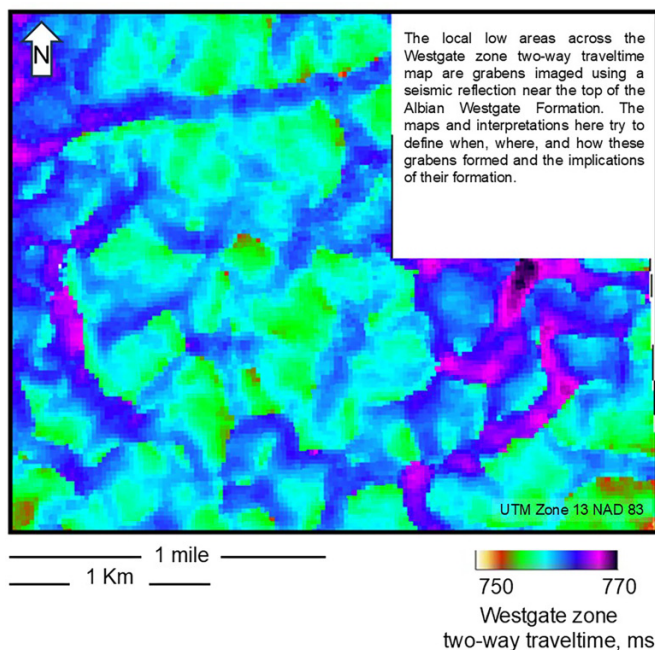 N
The local low areas across the
Westgate zone two-way traveltime
map are grabens imaged using a
seismic reflection near the top of the
Albian Westgate Formation. The
maps and interpretations here try to
define when, where, and how these
grabens formed and the implications
of their formation.
UTM Zone 13 NAD 83
1 mile
1 Km
750 770
Westgate zone
two-way traveltime, ms